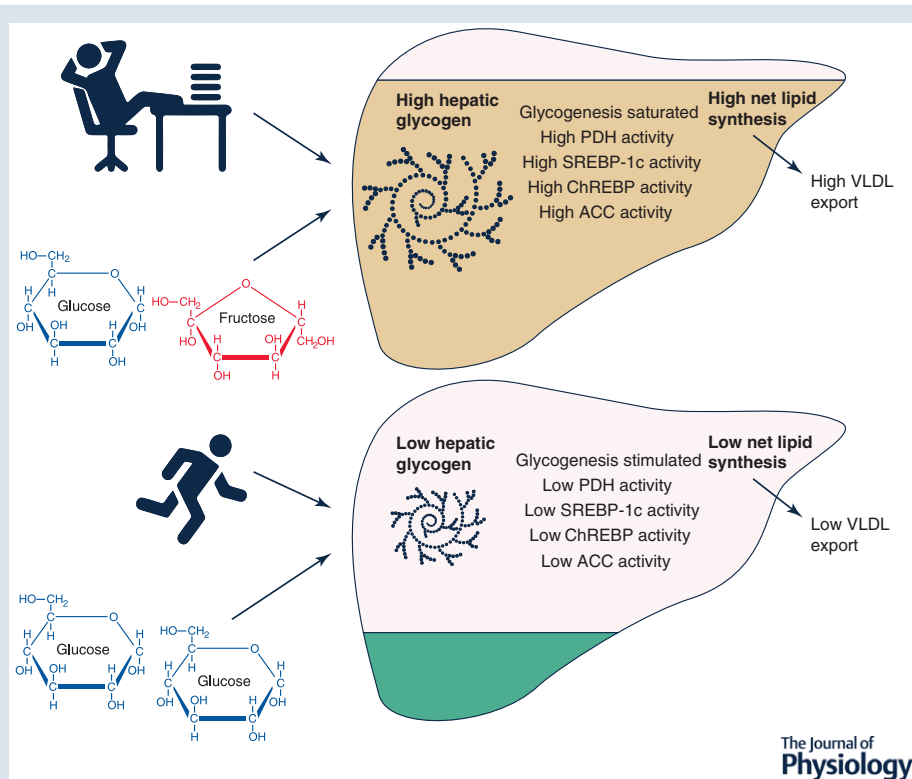 High hepatic
glycogen
Glycogenesis saturated
High PDH activity
High SREBP-1c activity
High ChREBP activity
High ACC activity
High net lipid
synthesis
High VLDL
export
HO—CH₂
C
O
H
H
H
C
Glucose
C
OH
OH
H
H
OH
C
C
H
OH
HO—CH₂
O
H
C
Fructose
C
HO
H
OH
CH₂OH
C
C
OH
H
Low hepatic
glycogen
Glycogenesis stimulated
Low PDH activity
Low SREBP-1c activity
Low ChREBP activity
Low ACC activity
Low net lipid
synthesis
Low VLDL
export
HO—CH₂
C
O
H
H
H
C
Glucose
C
OH
OH
H
H
OH
C
C
H
OH
HO—CH₂
C
O
H
H
H
C
Glucose
C
OH
OH
H
H
OH
C
C
H
OH
The Journal of
Physiology